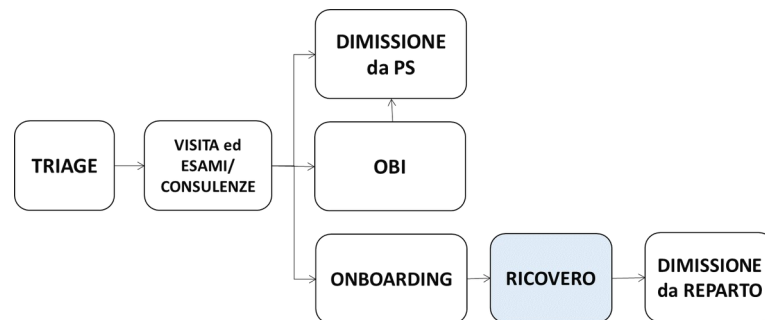 TRIAGE
VISITA ed
ESAMI/
CONSULENZE
DIMISSIONE
da PS
OBI
ONBOARDING
RICOVERO
DIMISSIONE
da REPARTO